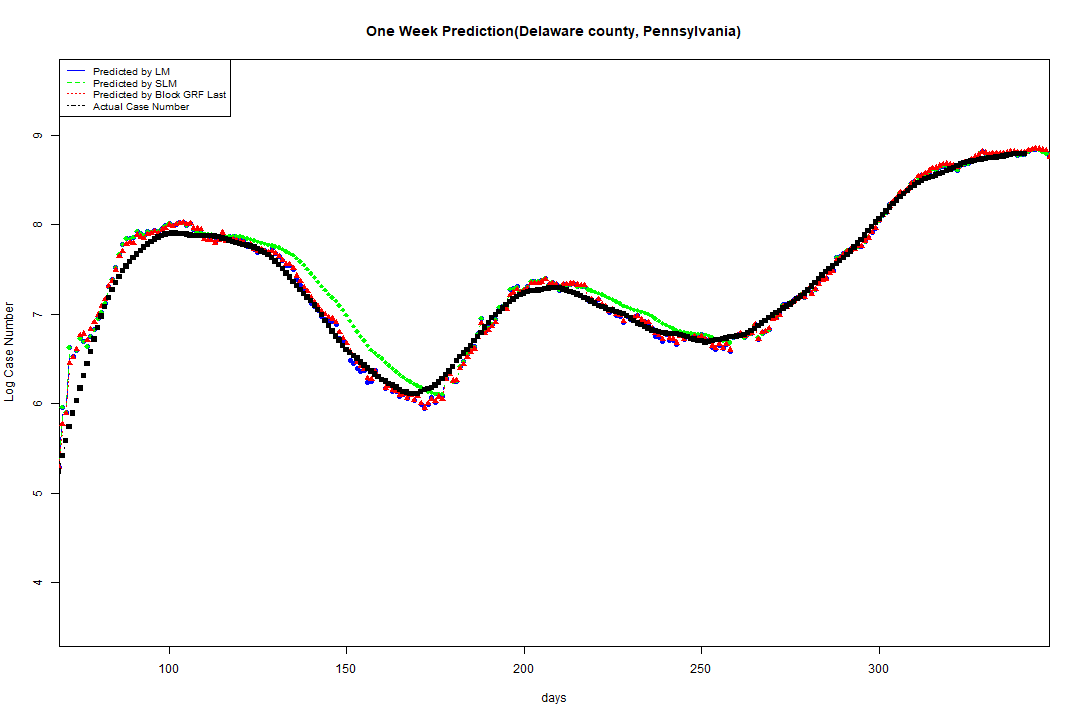 One Week Prediction(Delaware county, Pennsylvania)
Predicted by LM
Predicted by SLM
Predicted by Block GRF Last
Actual Case Number
9
8
7
6
5
4
Log Case Number
100 150 200 250 300
days